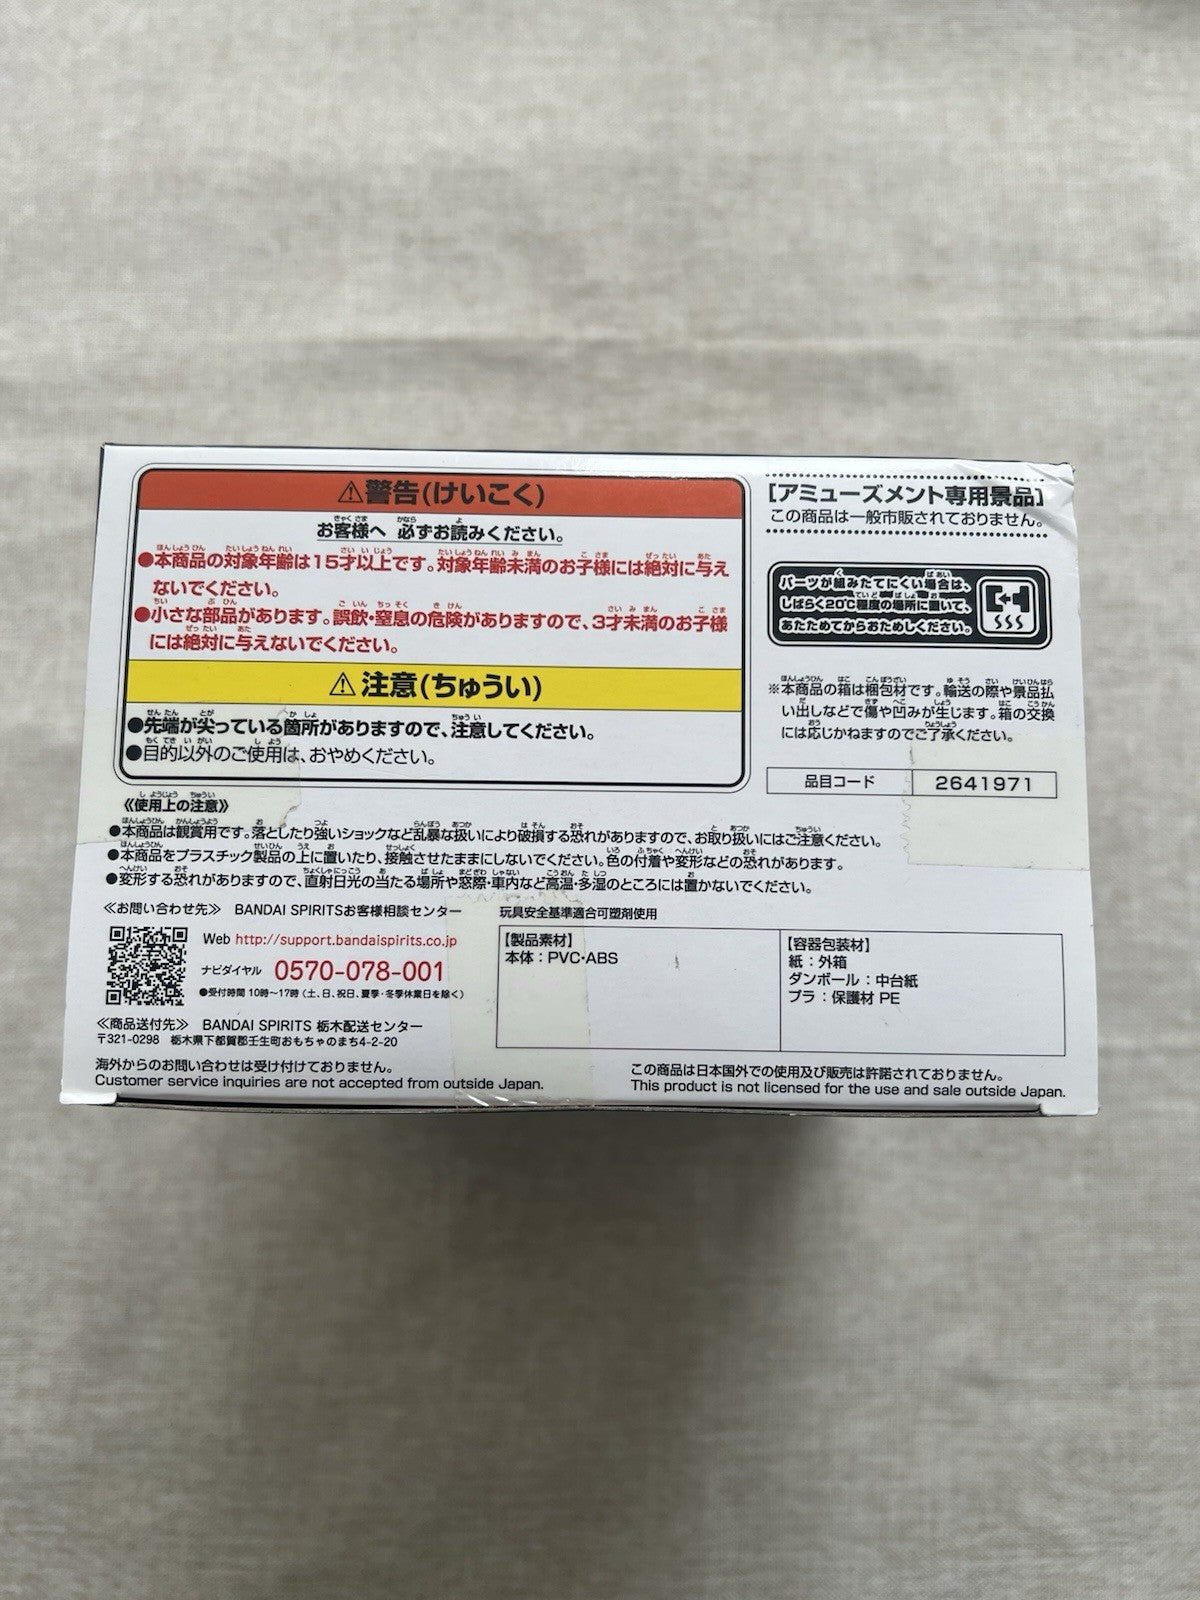 ⚠警告(けいこく)
お客様へ 必ずお読みください。
●本商品の対象年齢は15才以上です。対象年齢未満のお子様には絶対に与え
ないでください。
●小さな部品があります。誤飲・窒息の危険がありますので、3才未満のお子様
には絶対に与えないでください。
⚠注意(ちゅうい)
●先端が尖っている箇所がありますので、注意してください。
●目的以外のご使用は、おやめください。
[アミューズメント専用景品]
この商品は一般市販されておりません。
パーツが組みたてにくい場合は、
しばらく20℃程度の場所に置いて、
あたためてからおためしください。
※本商品の箱は梱包材です。輸送の際や景品払
い出しなどで傷や凹みが生じます。箱の交換
には応じかねますのでご了承ください。
品目コード 2641971
《使用上の注意》
●本商品は観賞用です。落としたり強いショックなど乱暴な扱いにより破損する恐れがありますので、お取り扱いにはご注意ください。
●本商品をプラスチック製品の上に置いたり、接触させたままにしないでください。色の付着や変形などの恐れがあります。
●変形する恐れがありますので、直射日光の当たる場所や窓際・車内など高温・多湿のところには置かないでください。
≪お問い合わせ先≫ BANDAI SPIRITSお客様相談センター
Web http://support.bandaispirits.co.jp
ナビダイヤル 0570-078-001
●受付時間 10時～17時 (土、日、祝日、夏季・冬季休業日を除く)
≪商品送付先≫ BANDAI SPIRITS 栃木配送センター
〒321-0298 栃木県下都賀郡壬生町おもちゃのまち4-2-20
玩具安全基準適合可塑剤使用
【製品素材】
本体：PVC・ABS
【容器包装材】
紙：外箱
ダンボール：中台紙
プラ：保護材 PE
海外からのお問い合わせは受け付けておりません。
Customer service inquiries are not accepted from outside Japan.
この商品は日本国外での使用及び販売は許諾されておりません。
This product is not licensed for the use and sale outside Japan.